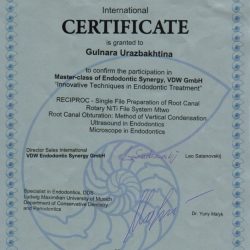 International
CERTIFICATE
is granted to
Gulnara Urazbakhtina
to confirm the participation in
Master-class of Endodontic Synergy, VDW GmbH
"Innovative Techniques in Endodontic Treatment"
RECIPROC - Single File Preparation of Root Canal
Rotary NiTi File System Mtwo
Root Canal Obturation: Method of Vertical Condensation
Ultrasound in Endodontics
Microscope in Endodontics
Director Sales International
VDW Endodontic Synergy GmbH
Leo Satanovskij
Specialist in Endodontics, DDS
Ludwig Maximilian University of Munich
Department of Conservative Dentistry
and Periodontics
Dr. Yuriy Malyk